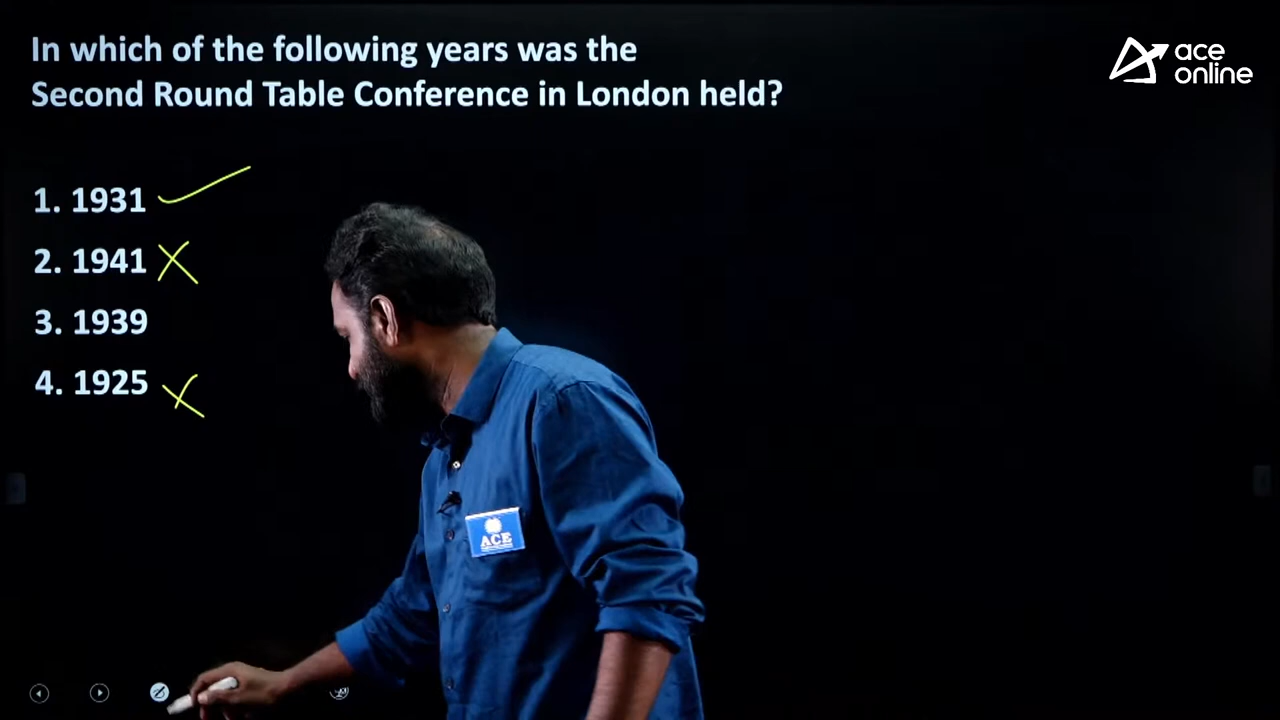 In which of the following years was the
Second Round Table Conference in London held?
ace
online
1. 1931
2. 1941
3. 1939
4. 1925
ACE